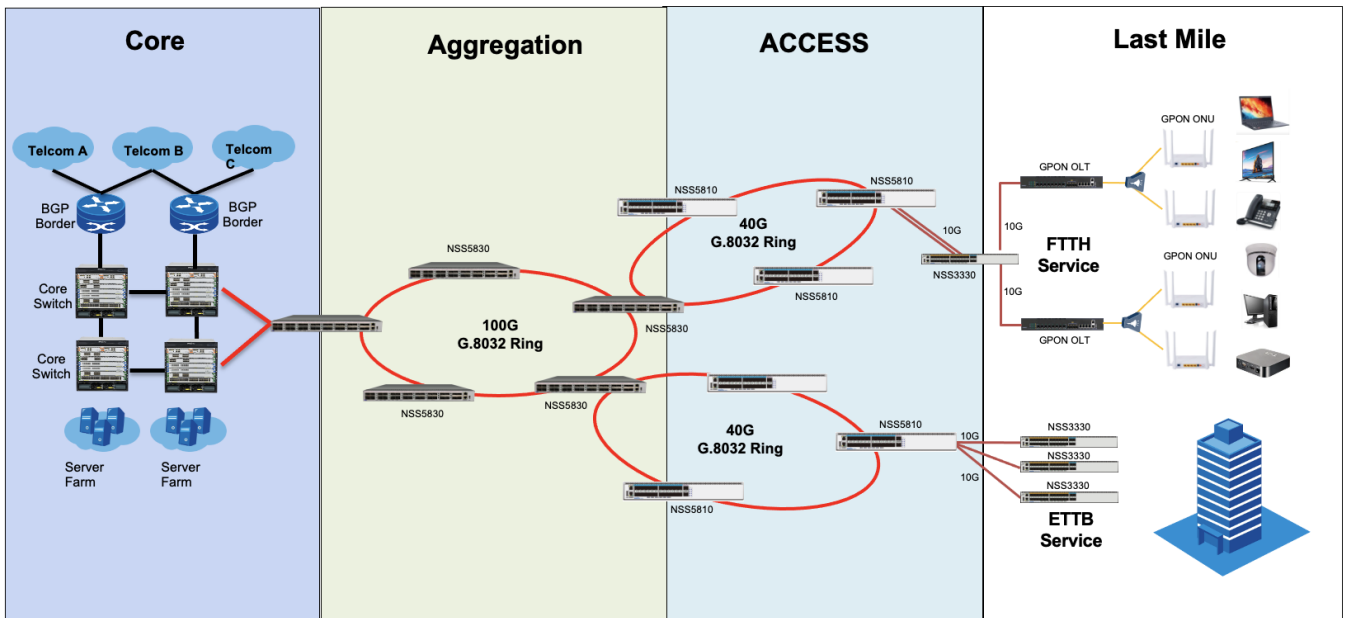 Core
Aggregation
ACCESS
Last Mile
Telcom A
Telcom B
Telcom
C
BGP
Border
BGP
Border
Core
Switch
Core
Switch
Server
Farm
Server
Farm
NSS5830
100G
G.8032 Ring
NSS5830
NSS5830
NSS5830
NSS5810
NSS5810
40G
G.8032 Ring
NSS5810
10G
NSS3330
40G
G.8032 Ring
NSS5810
NSS5810
GPON ONU
GPON OLT
10G
FTTH
Service
10G
GPON ONU
GPON OLT
10G
10G
NSS3330
NSS3330
NSS3330
ETTB
Service